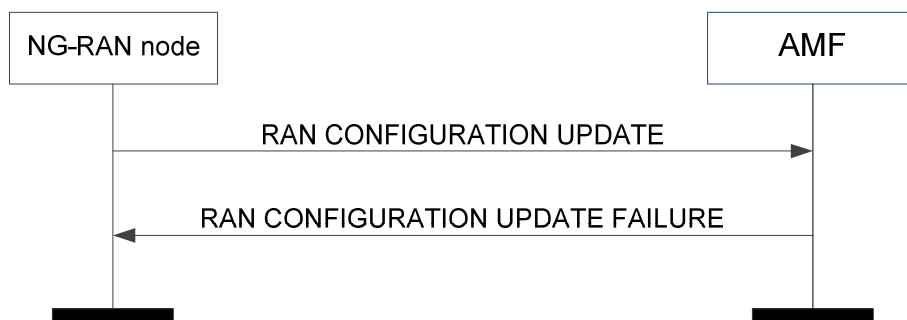 NG-RAN node
AMF
RAN CONFIGURATION UPDATE
RAN CONFIGURATION UPDATE FAILURE